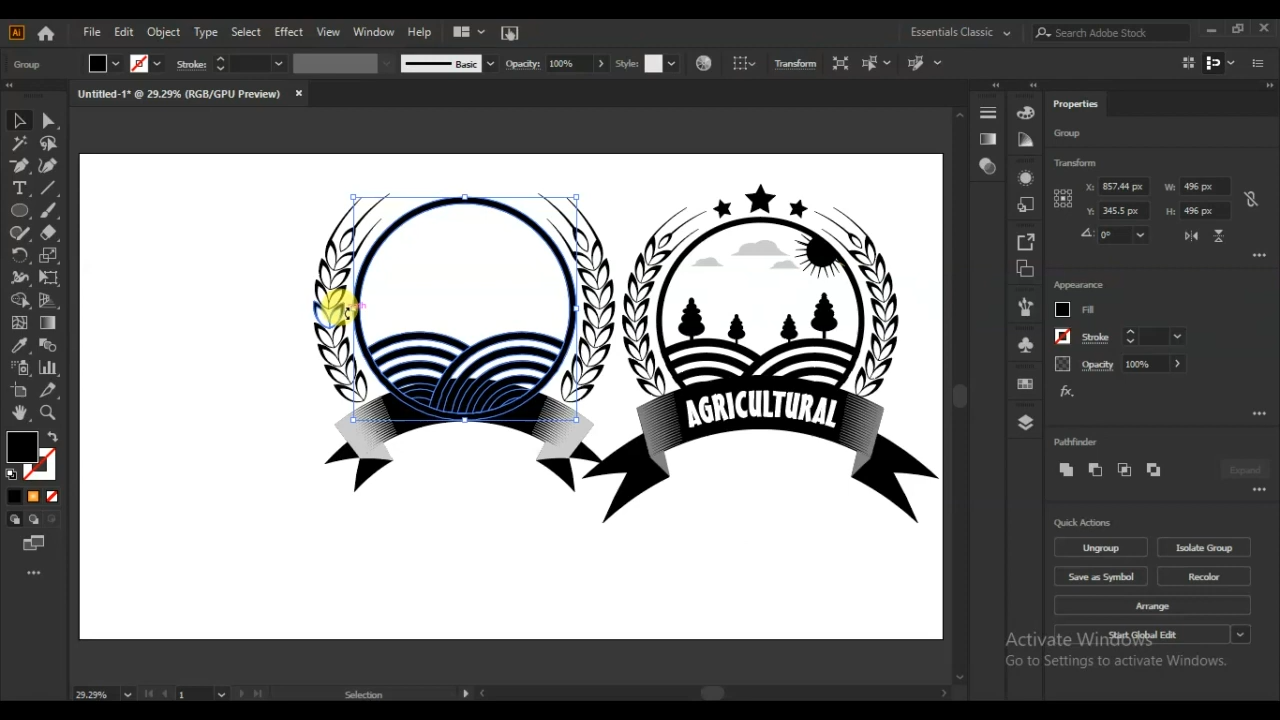 Ai File Edit Object Type Select Effect View Window Help Essentials Classic Search Adobe Stock
Group Stroke: Basic Opacity: 100% Style: Transform
Untitled-1* @ 29.29% (RGB/GPU Preview) ×
Properties
Group
Transform
X: 857.44 px W: 496 px
Y: 345.5 px H: 496 px
0°
Appearance
Fill
Stroke
Opacity 100%
fx.
Pathfinder
Expand
Quick Actions
Ungroup Isolate Group
Save as Symbol Recolor
Arrange
Start Global Edit
AGRICULTURAL
Activate Windows
Go to Settings to activate Windows.
29.29% 1 Selection